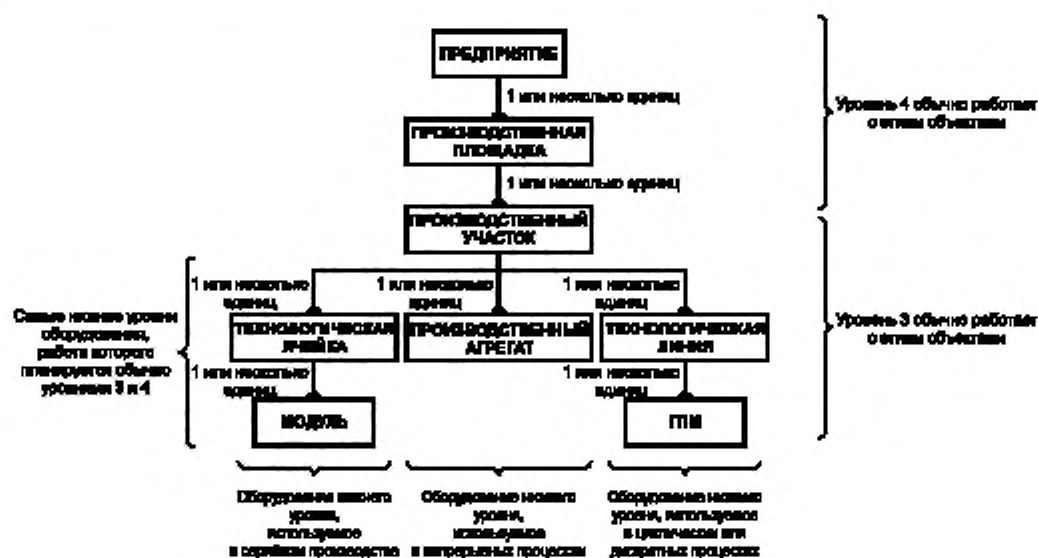 ПРЕДПРИЯТИЕ
1 или несколько единиц
Уровень 4 обычно работает
с этими объектами
ПРОИЗВОДСТВЕННАЯ
ПЛОЩАДКА
1 или несколько единиц
ПРОИЗВОДСТВЕННЫЙ
УЧАСТОК
1 или несколько
единиц
1 или несколько
единиц
1 или несколько
единиц
Самые нижние уровни
оборудования,
работа которого
планируется обычно
уровнями 3 и 4
ТЕХНОЛОГИЧЕСКАЯ
ЯЧЕЙКА
ПРОИЗВОДСТВЕННЫЙ
АГРЕГАТ
ТЕХНОЛОГИЧЕСКАЯ
ЛИНИЯ
Уровень 3 обычно работает
с этими объектами
1 или несколько
единиц
1 или несколько
единиц
МОДУЛЬ
ГПМ
Оборудование нижнего
уровня,
используемое
в серийном производстве
Оборудование нижнего
уровня,
используемое
в непрерывных процессах
Оборудование нижнего
уровня, используемое
в циклических или
дискретных процессах